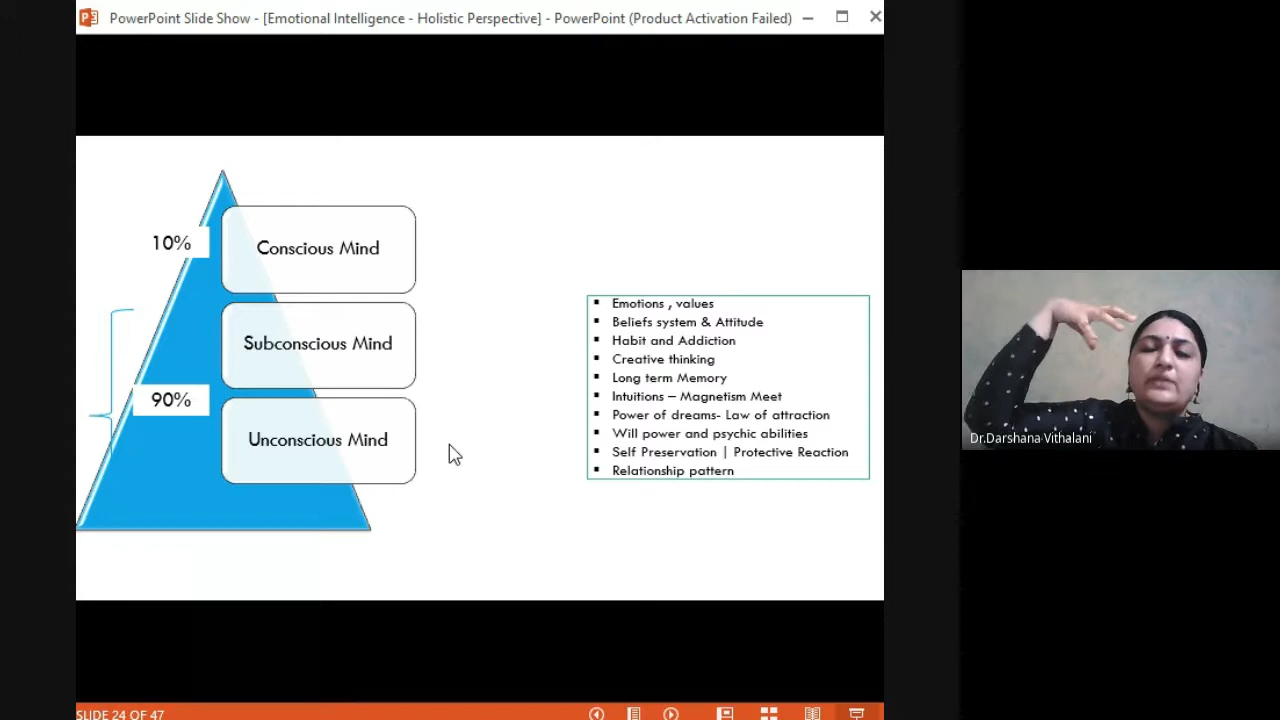 PowerPoint Slide Show - [Emotional Intelligence - Holistic Perspective] - PowerPoint (Product Activation Failed)
10%
Conscious Mind
Subconscious Mind
90%
Unconscious Mind
Emotions , values
Beliefs system & Attitude
Habit and Addiction
Creative thinking
Long term Memory
Intuitions – Magnetism Meet
Power of dreams- Law of attraction
Will power and psychic abilities
Self Preservation | Protective Reaction
Relationship pattern
Dr.Darshana Vithalani
SLIDE 24 OF 47